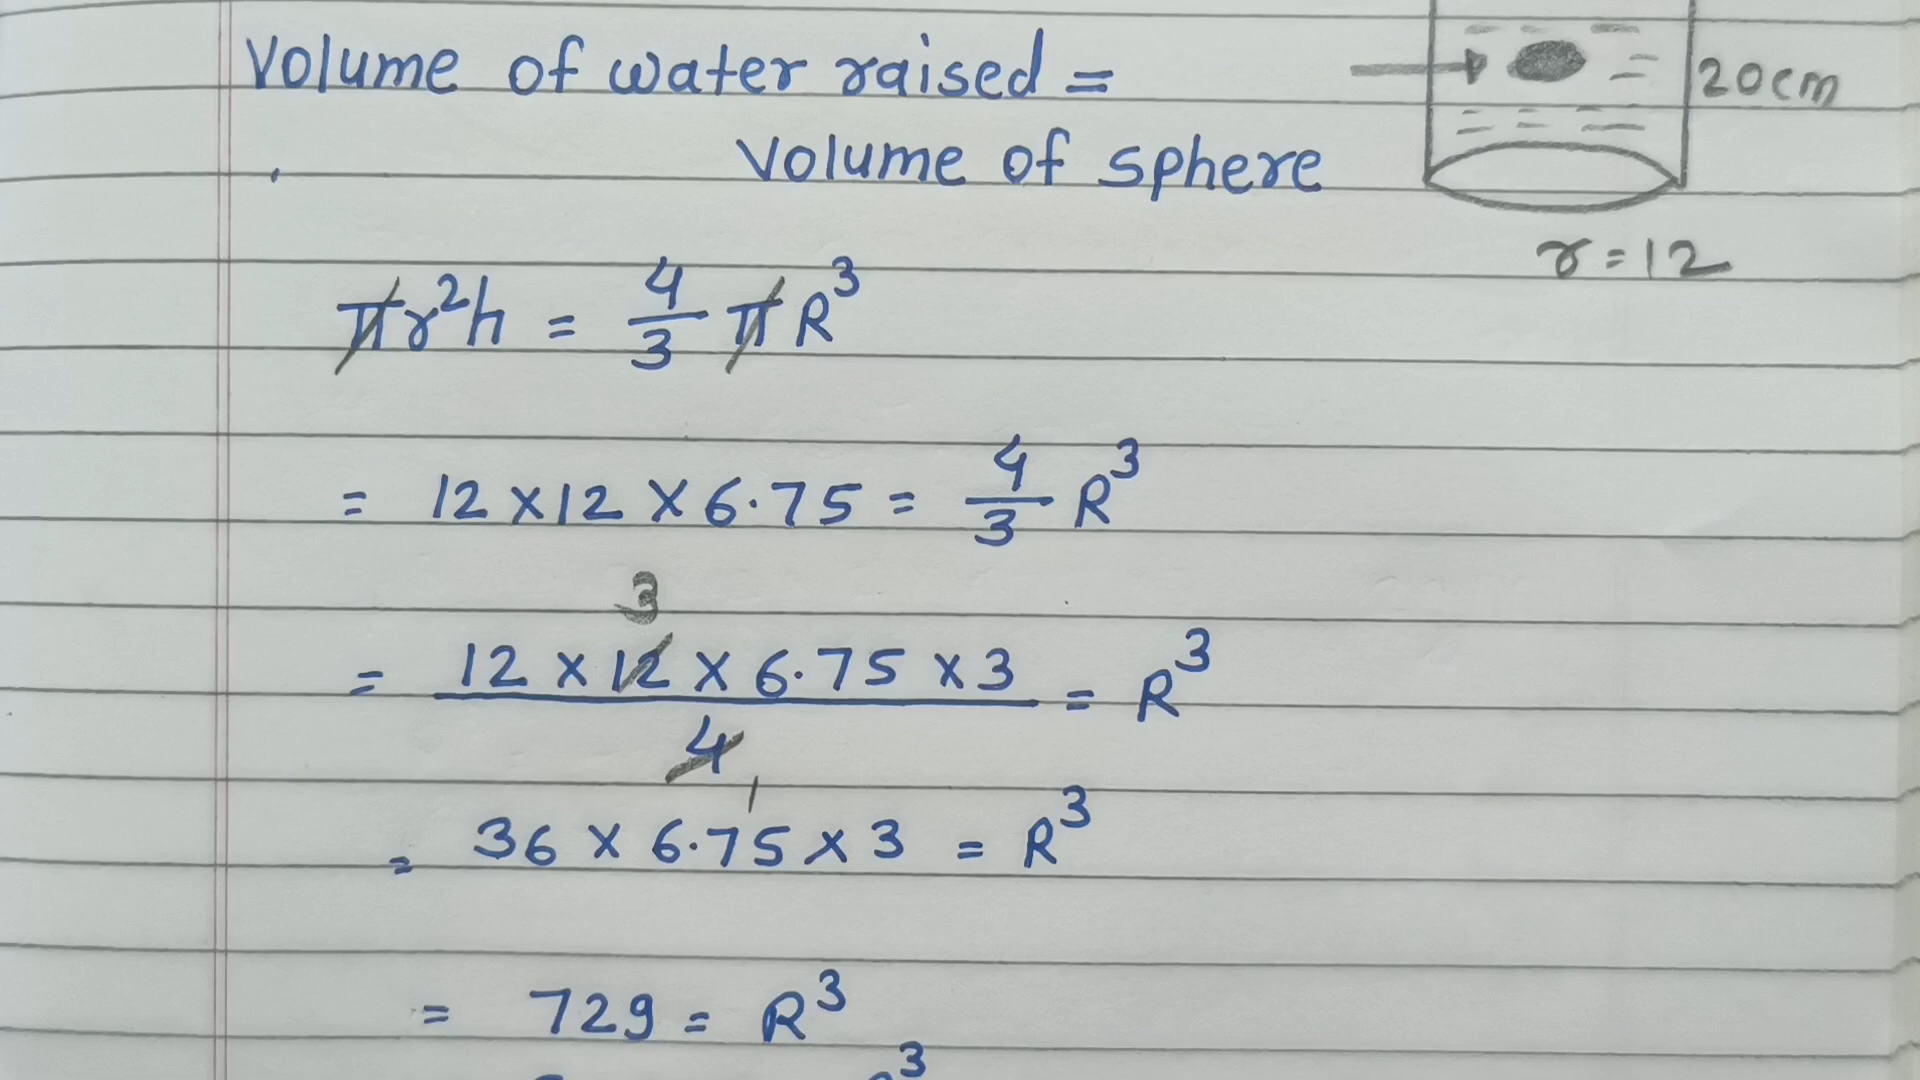 Volume of water raised =
Volume of sphere
20cm
r = 12
πr²h = 4/3 πR³
= 12 × 12 × 6.75 = 4/3 R³
3
= 12 × 12 × 6.75 × 3 / 4 = R³
1
= 36 × 6.75 × 3 = R³
= 729 = R³
3